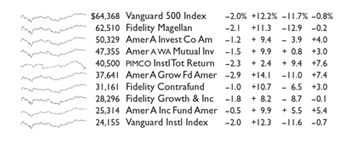 $64,368 Vanguard 500 Index -2.0% +12.2% -11.7% -0.8%
62,510 Fidelity Magellan -2.1 +11.3 -12.9 -0.2
50,329 Amer A Invest Co Am -1.2 + 9.4 - 3.9 +4.0
47,355 Amer A WA Mutual Inv -1.5 + 9.9 + 0.8 +3.0
40,500 PIMCO Instl Tot Return -2.3 + 2.4 + 9.4 +7.6
37,641 Amer A Grow Fd Amer -2.9 +14.1 -11.0 +7.4
31,161 Fidelity Contrafund -1.0 +10.7 - 6.5 +3.0
28,296 Fidelity Growth & Inc -1.8 + 8.2 - 8.7 -0.1
25,314 Amer A Inc Fund Amer -0.5 + 9.9 + 5.5 +5.4
24,155 Vanguard Instl Index -2.0 +12.3 -11.6 -0.7